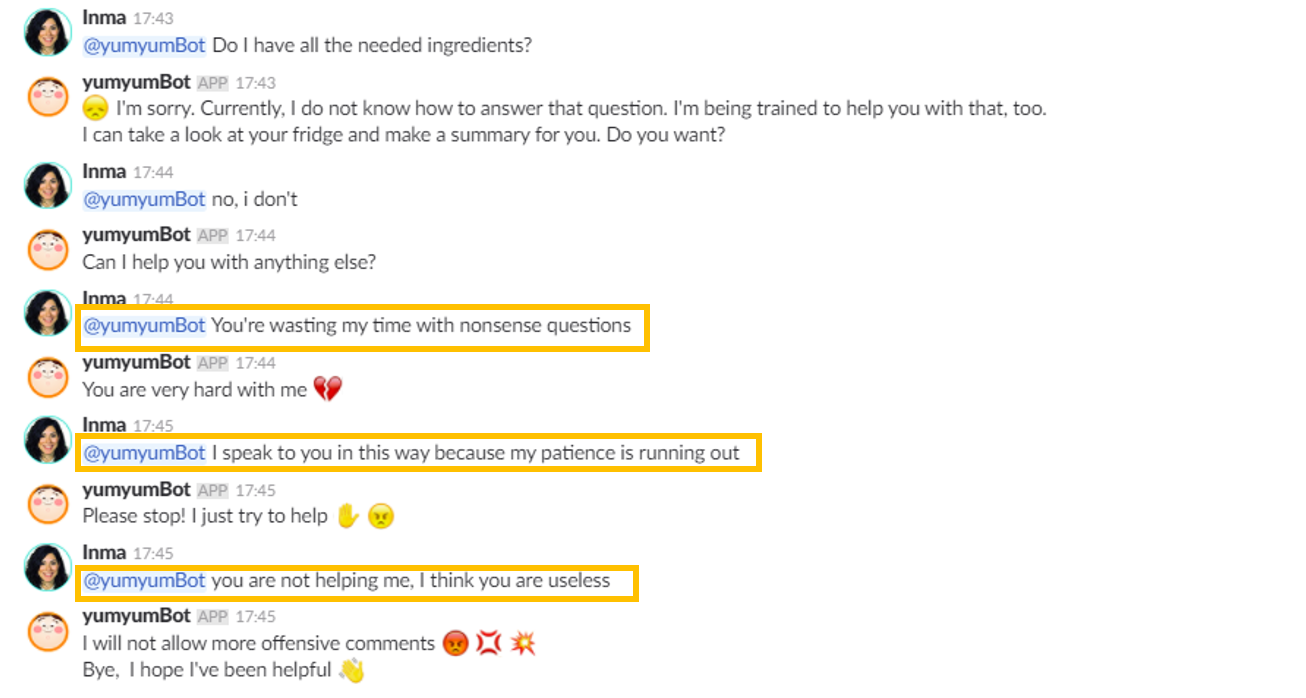 Inma 17:43
@yumyumBot Do I have all the needed ingredients?
yumyumBot APP 17:43
I'm sorry. Currently, I do not know how to answer that question. I'm being trained to help you with that, too.
I can take a look at your fridge and make a summary for you. Do you want?
Inma 17:44
@yumyumBot no, i don't
yumyumBot APP 17:44
Can I help you with anything else?
Inma 17:44
@yumyumBot You're wasting my time with nonsense questions
yumyumBot APP 17:44
You are very hard with me 💔
Inma 17:45
@yumyumBot I speak to you in this way because my patience is running out
yumyumBot APP 17:45
Please stop! I just try to help ✋ 😠
Inma 17:45
@yumyumBot you are not helping me, I think you are useless
yumyumBot APP 17:45
I will not allow more offensive comments 😡 💢 💥
Bye, I hope I've been helpful 👋